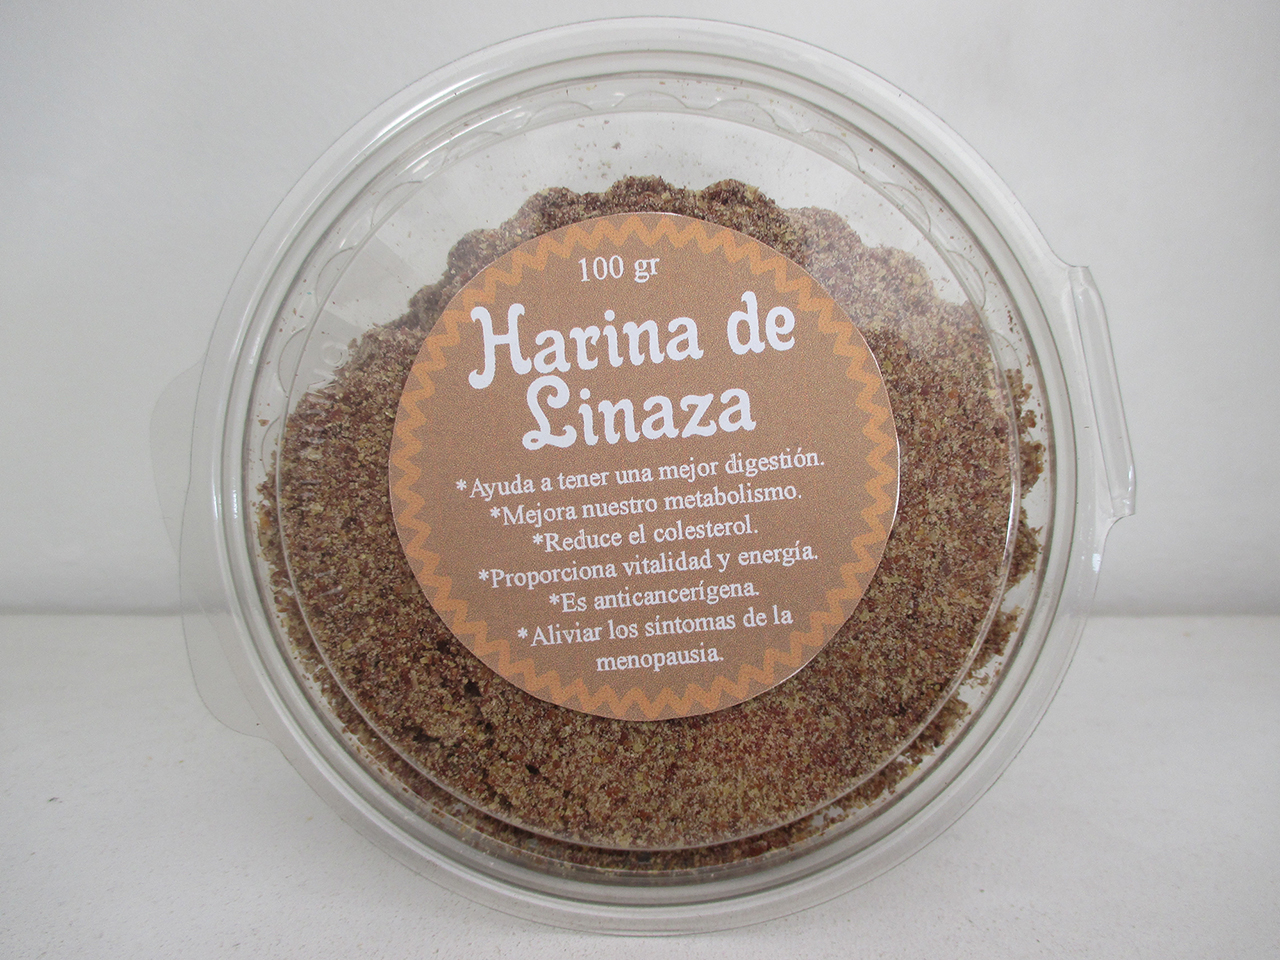 100 gr
Harina de
Linaza
*Ayuda a tener una mejor digestión.
*Mejora nuestro metabolismo.
*Reduce el colesterol.
*Proporciona vitalidad y energía.
*Es anticancerígena.
*Aliviar los síntomas de la
menopausia.